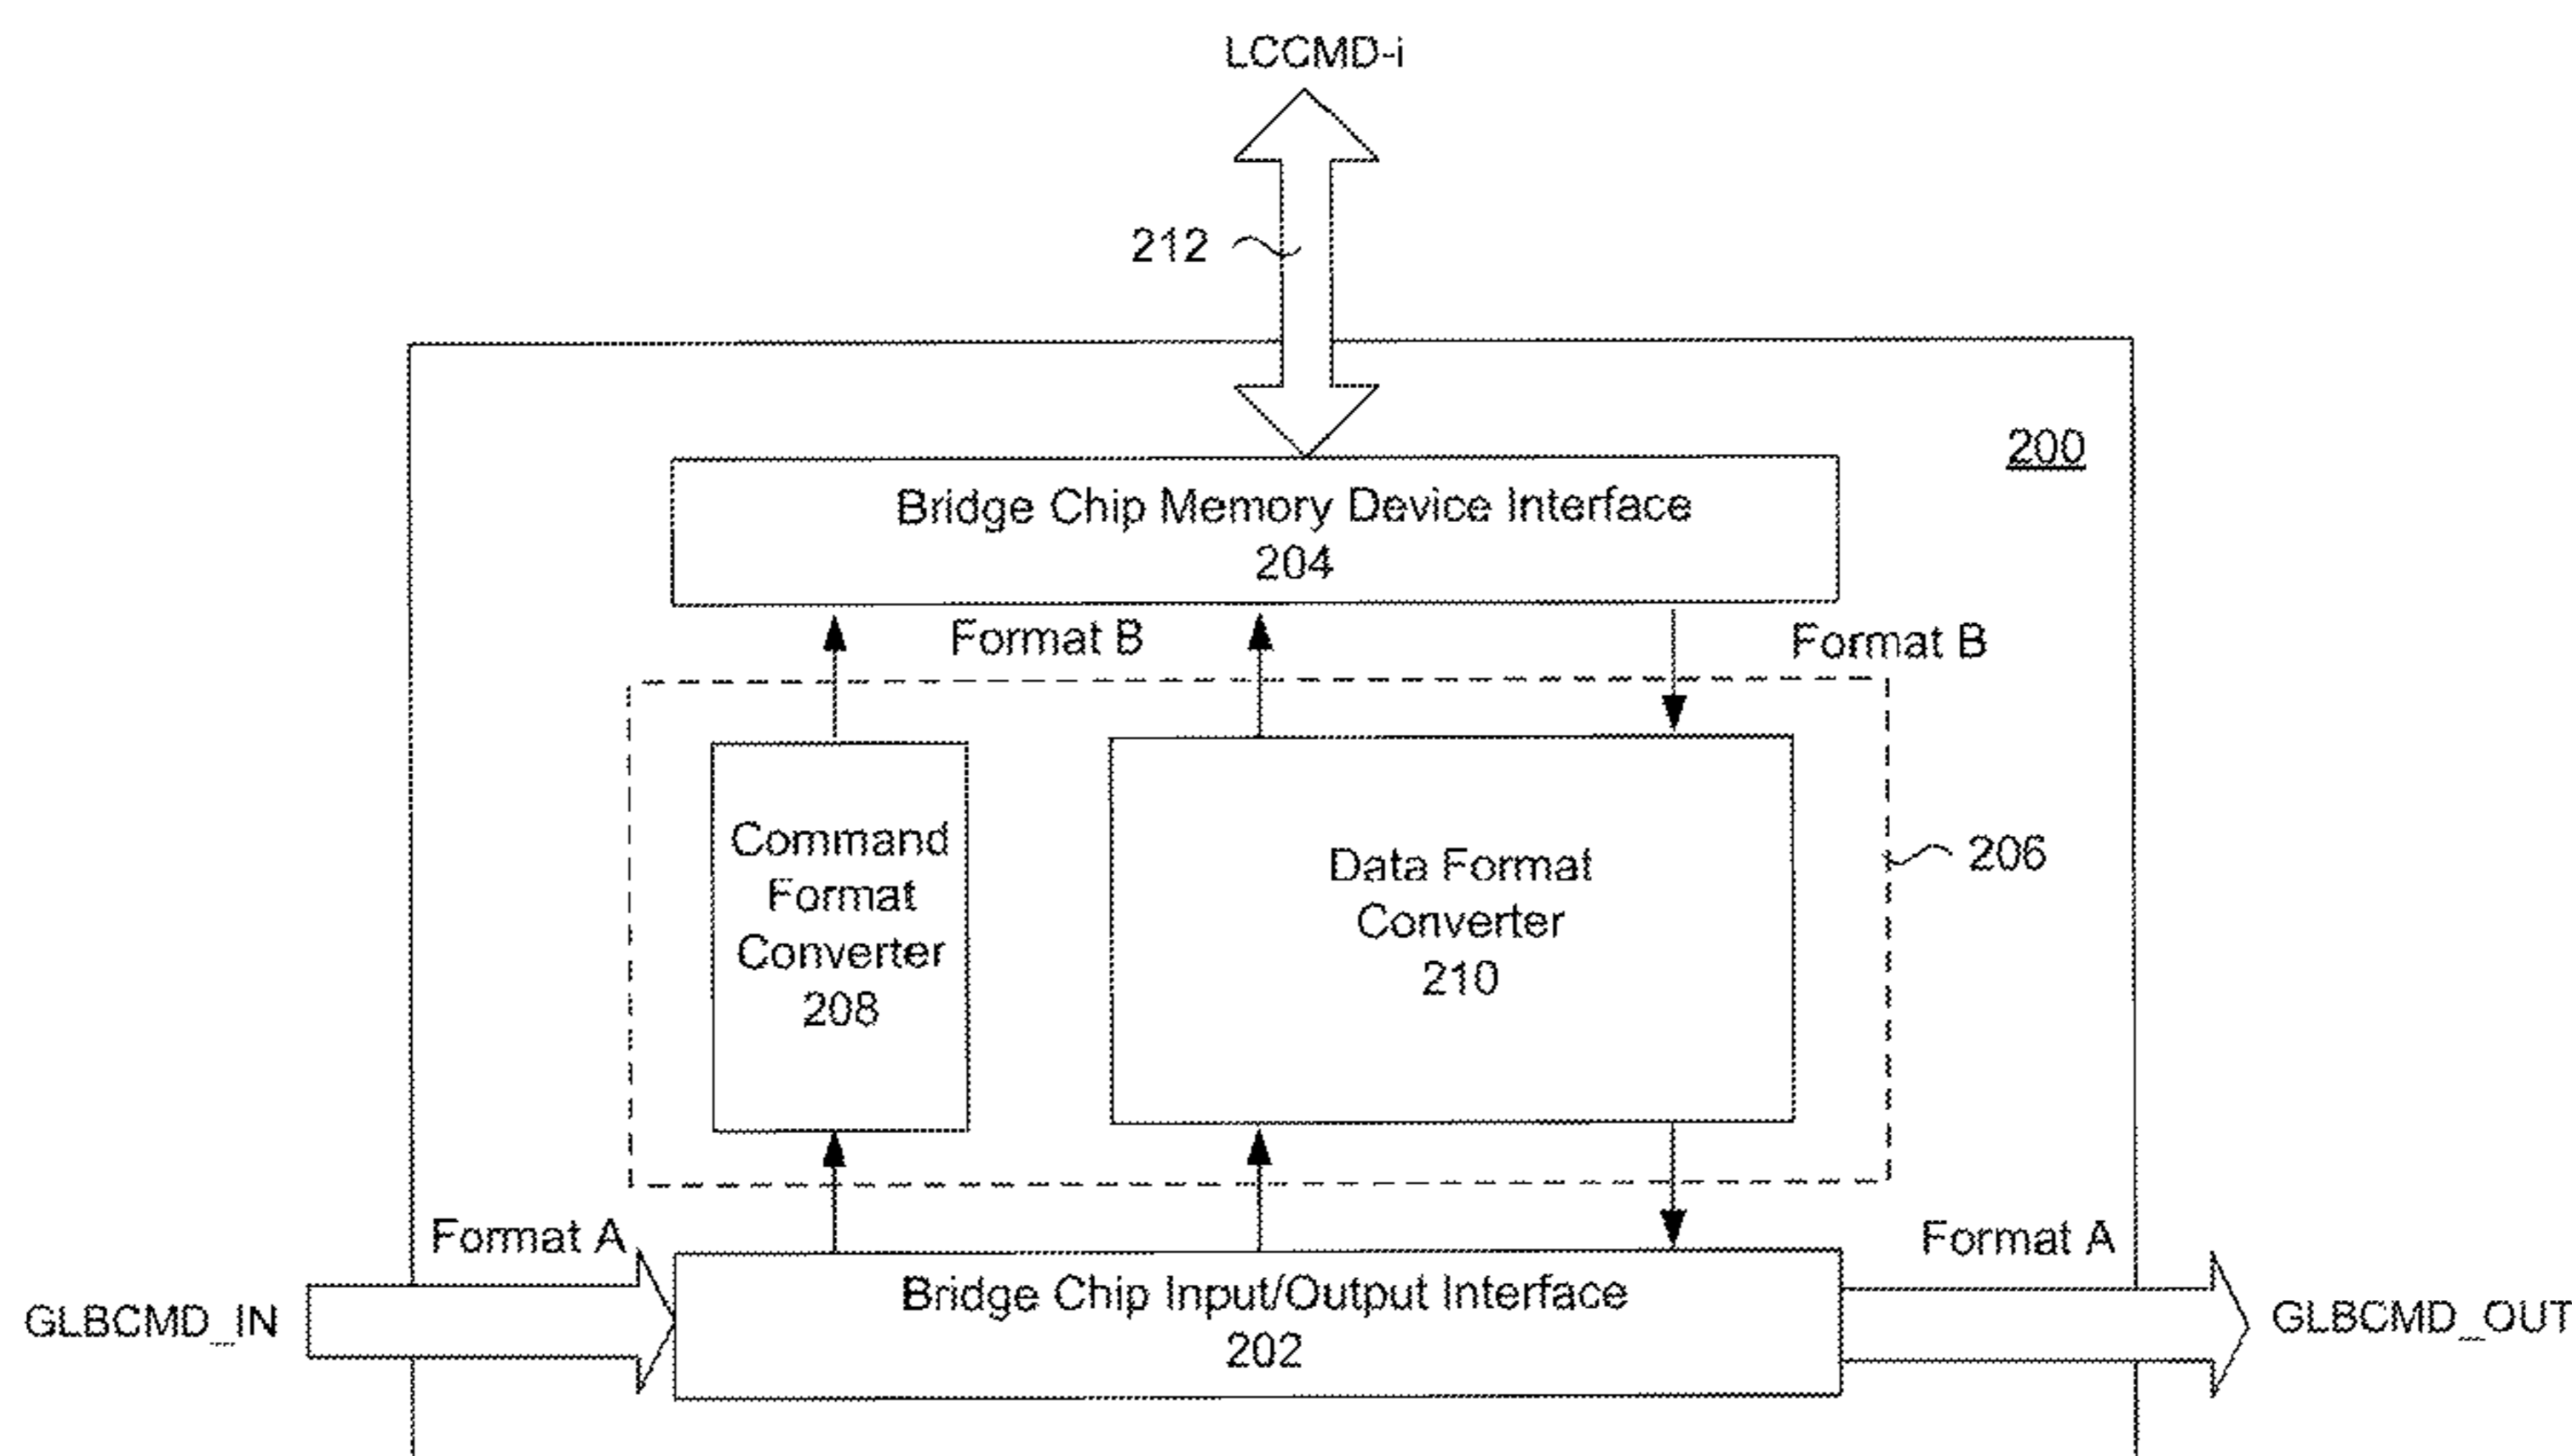 LCCMD-i
212
200
Bridge Chip Memory Device Interface
204
Format B
Format B
Command
Format
Converter
208
Data Format
Converter
210
206
Format A
Format A
GLBCMD_IN
Bridge Chip Input/Output Interface
202
GLBCMD_OUT